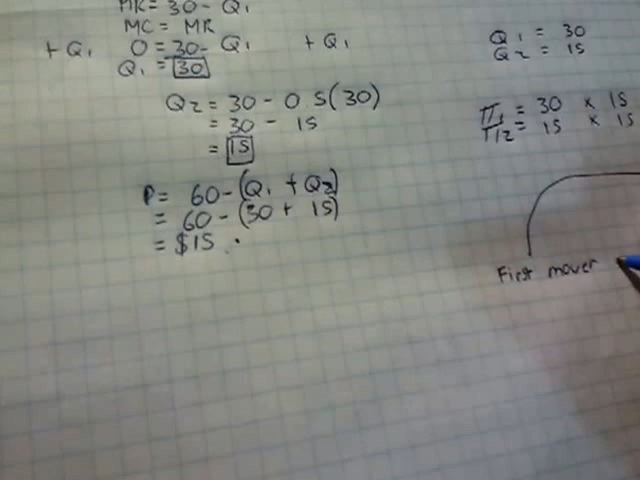 MR = 30 - Q1
MC = MR
+ Q1 0 = 30 - Q1 + Q1
Q1 = 30
Q2 = 30 - 0 5(30)
= 30 - 15
= 15
P = 60 - (Q1 + Q2)
= 60 - (30 + 15)
= $15 .
Q1 = 30
Q2 = 15
π1 = 30 × 15
π2 = 15 × 15
First mover